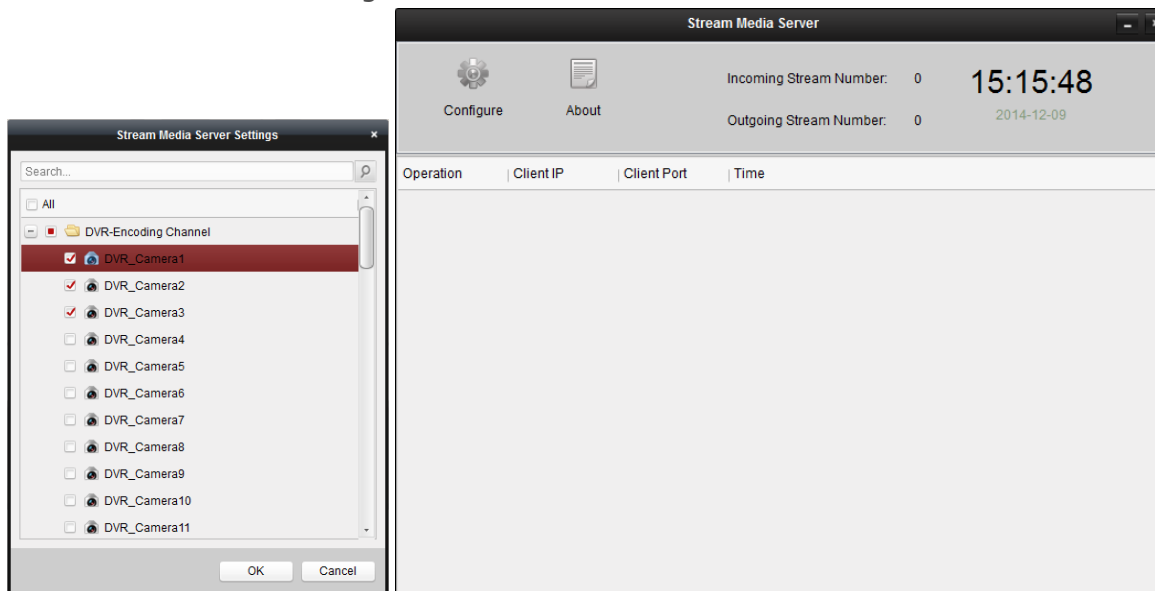 Stream Media Server
Configure
About
Incoming Stream Number: 0
Outgoing Stream Number: 0
15:15:48
2014-12-09
Operation Client IP Client Port Time
Stream Media Server Settings
Search...
All
DVR-Encoding Channel
DVR_Camera1
DVR_Camera2
DVR_Camera3
DVR_Camera4
DVR_Camera5
DVR_Camera6
DVR_Camera7
DVR_Camera8
DVR_Camera9
DVR_Camera10
DVR_Camera11
OK Cancel